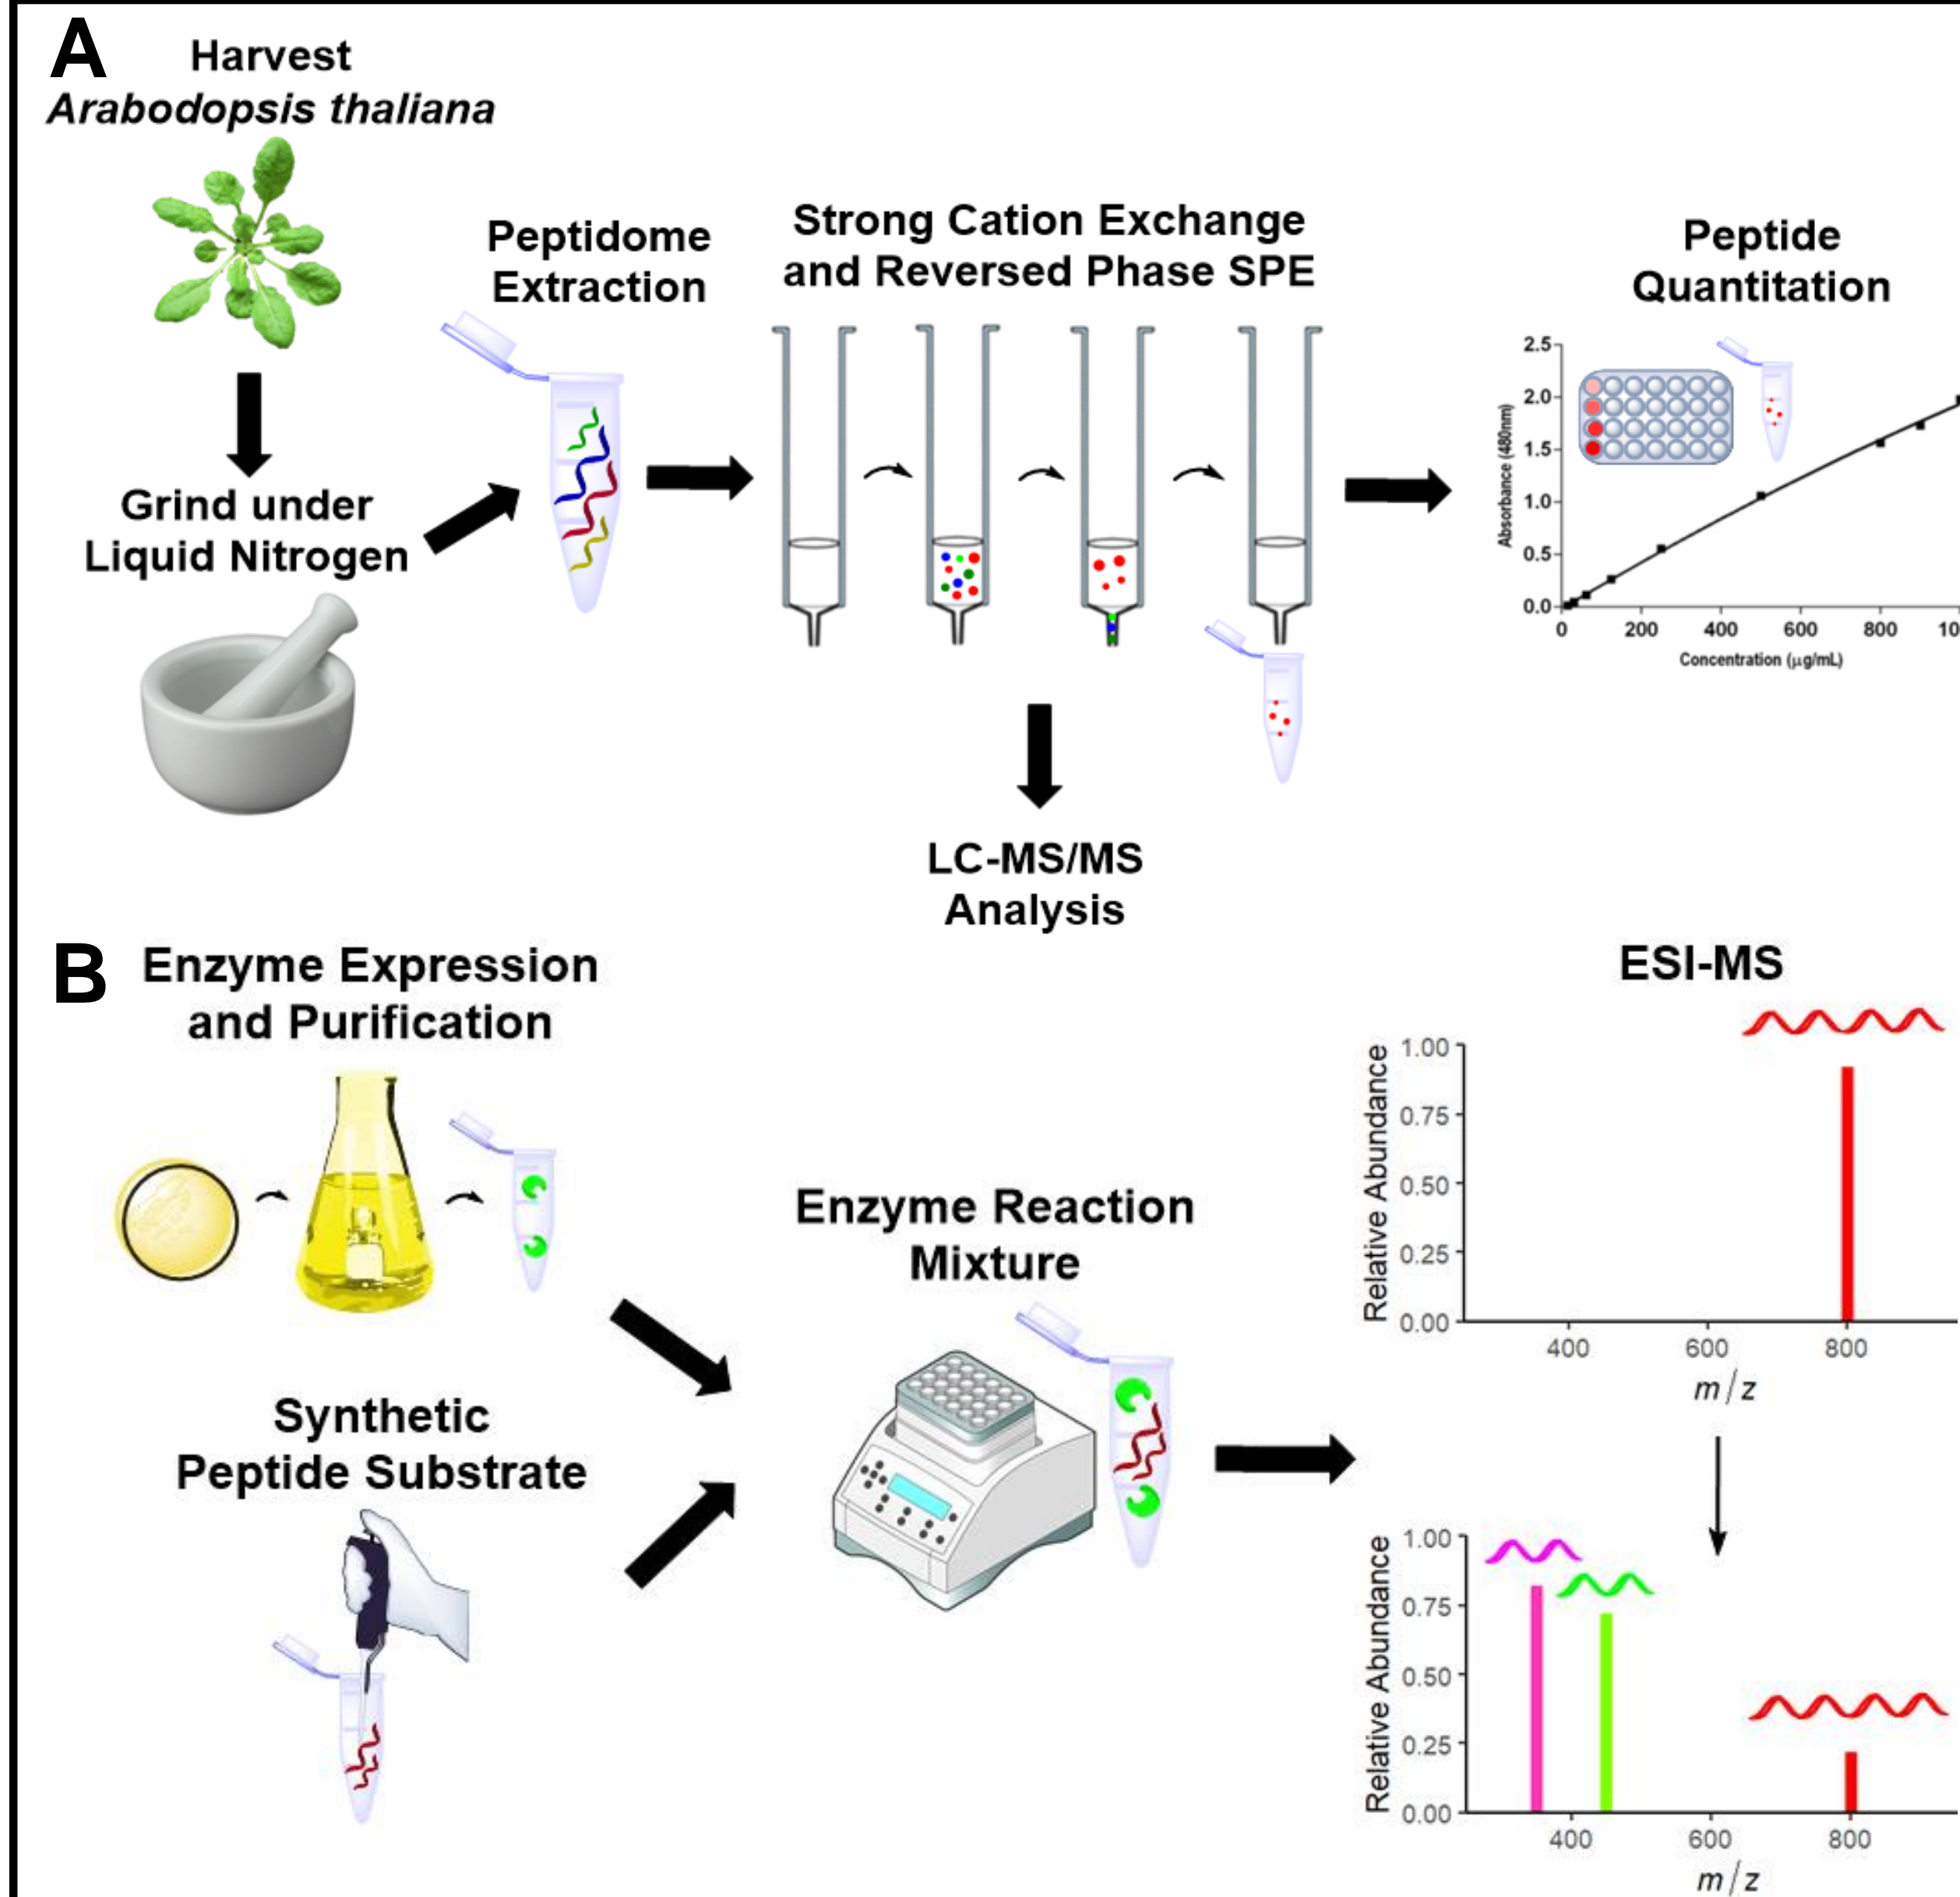 A
Harvest
Arabodopsis thaliana
Grind under
Liquid Nitrogen
Peptidome
Extraction
Strong Cation Exchange
and Reversed Phase SPE
LC-MS/MS
Analysis
Peptide
Quantitation
Absorbance (480nm)
2.5
2.0
1.5
1.0
0.5
0.0
0 200 400 600 800 10
Concentration (μg/mL)
B
Enzyme Expression
and Purification
Synthetic
Peptide Substrate
Enzyme Reaction
Mixture
ESI-MS
Relative Abundance
1.00
0.75
0.50
0.25
0.00
400 600 800
m/z
Relative Abundance
1.00
0.75
0.50
0.25
0.00
400 600 800
m/z